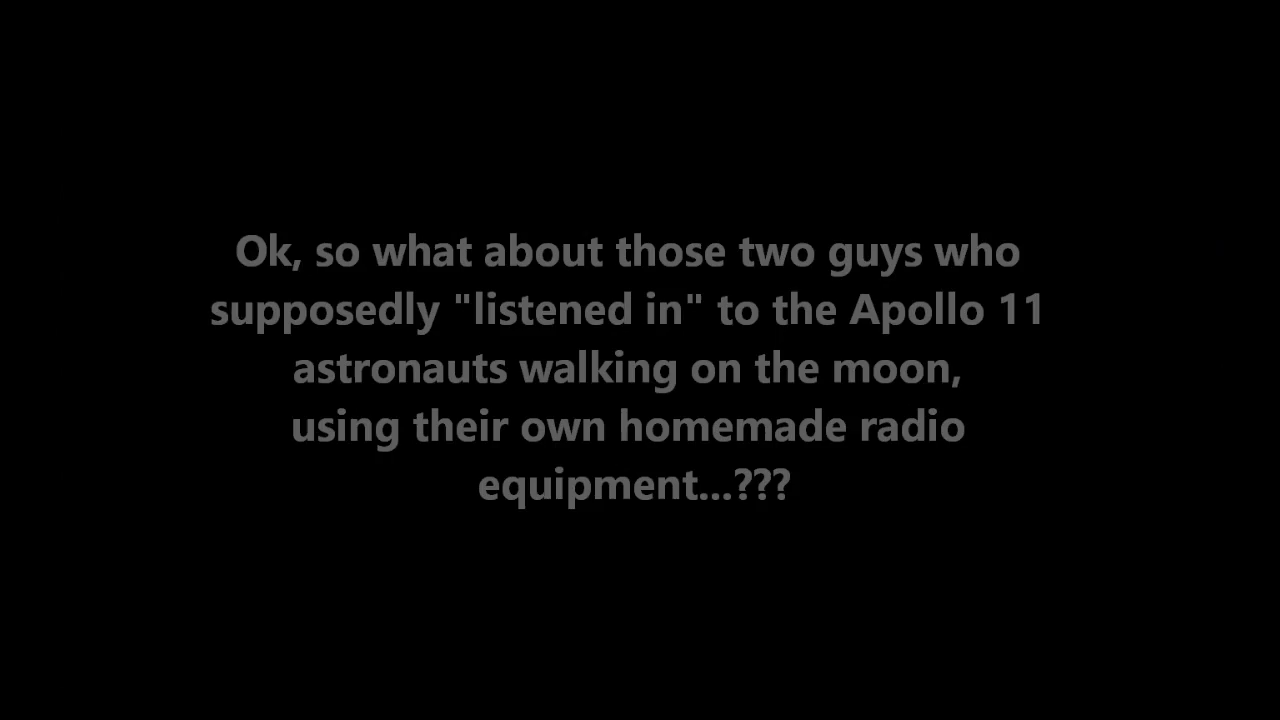 Ok, so what about those two guys who
supposedly "listened in" to the Apollo 11
astronauts walking on the moon,
using their own homemade radio
equipment...???